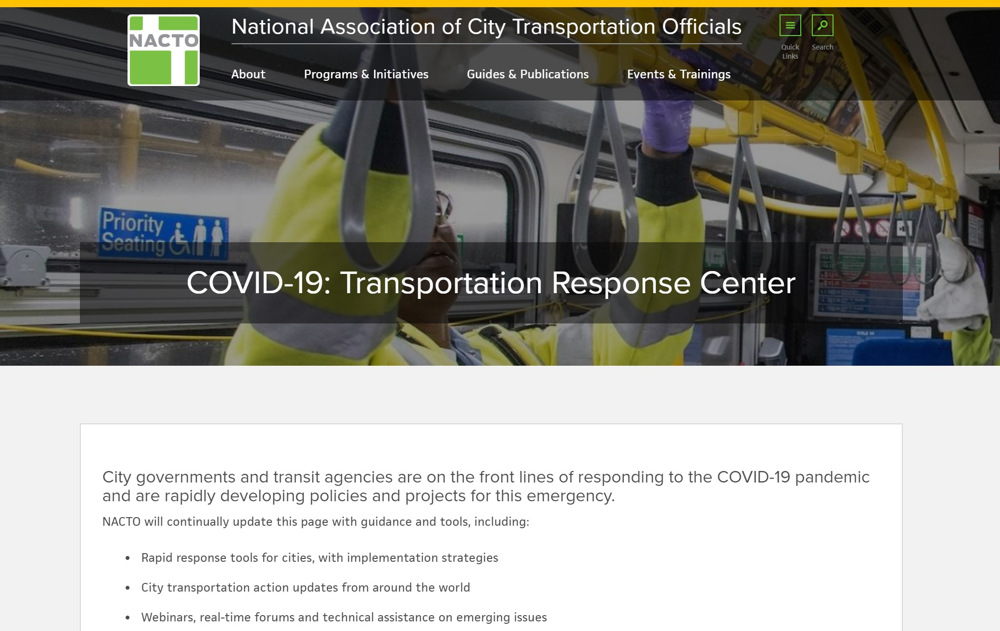 NACTO
National Association of City Transportation Officials
Quick
Links
Search
About
Programs & Initiatives
Guides & Publications
Events & Trainings
Priority
Seating
COVID-19: Transportation Response Center
City governments and transit agencies are on the front lines of responding to the COVID-19 pandemic
and are rapidly developing policies and projects for this emergency.
NACTO will continually update this page with guidance and tools, including:
• Rapid response tools for cities, with implementation strategies
• City transportation action updates from around the world
• Webinars, real-time forums and technical assistance on emerging issues